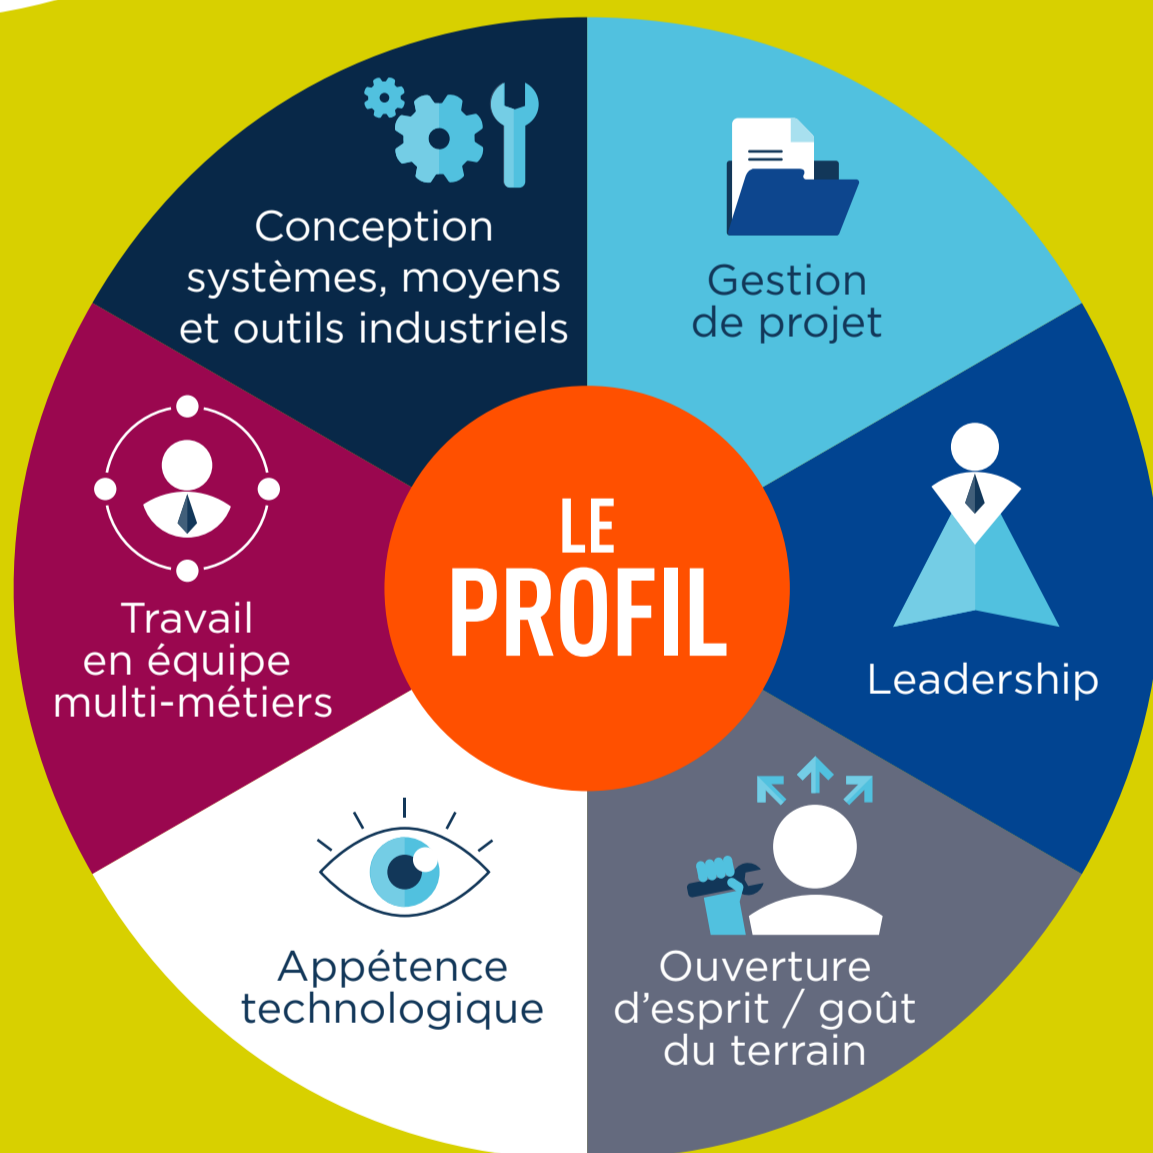 Conception
systèmes, moyens
et outils industriels
Gestion
de projet
Leadership
Ouverture
d’esprit / goût
du terrain
Appétence
technologique
Travail
en équipe
multi-métiers
LE
PROFIL